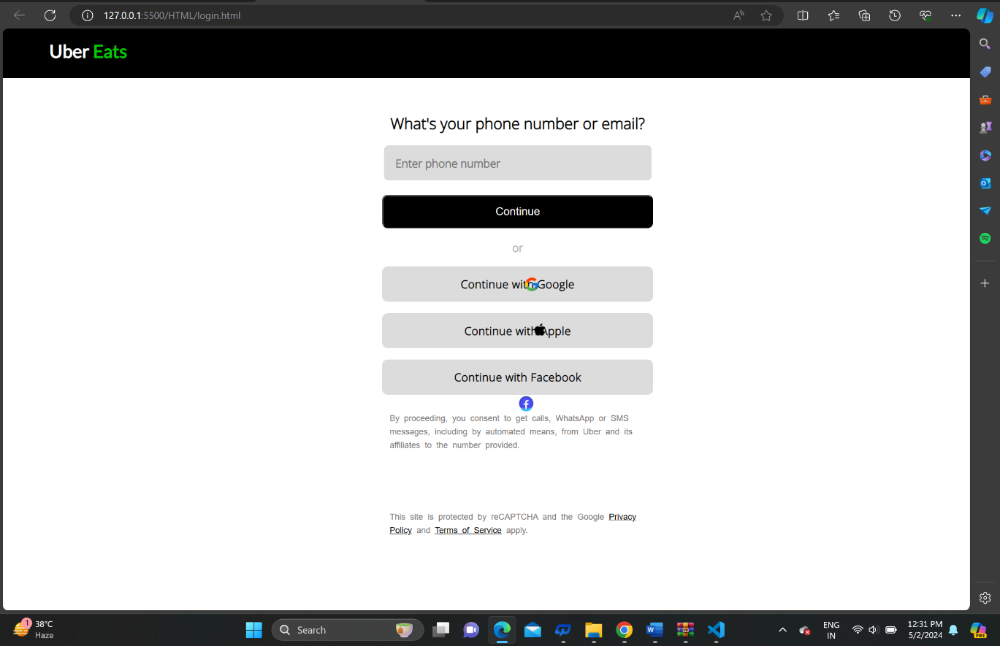 127.0.0.1:5500/HTML/login.html
Uber Eats
What's your phone number or email?
Enter phone number
Continue
or
Continue with Google
Continue with Apple
Continue with Facebook
By proceeding, you consent to get calls, WhatsApp or SMS
messages, including by automated means, from Uber and its
affiliates to the number provided.
This site is protected by reCAPTCHA and the Google Privacy
Policy and Terms of Service apply.
1
38°C
Haze
Search
ENG
IN
12:31 PM
5/2/2024
PRE